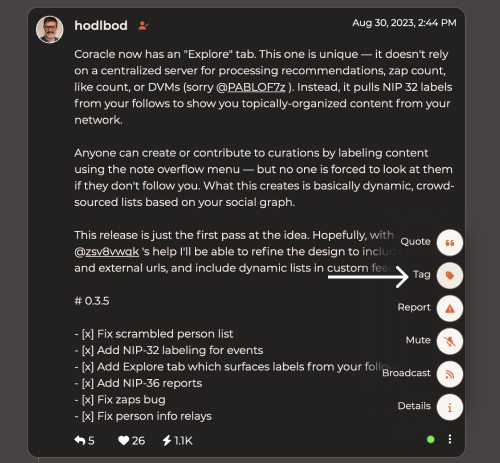 hodlbod
Aug 30, 2023, 2:44 PM
Coracle now has an "Explore" tab. This one is unique — it doesn't rely
on a centralized server for processing recommendations, zap count,
like count, or DVMs (sorry @PABLOF7z ). Instead, it pulls NIP 32 labels
from your follows to show you topically-organized content from your
network.
Anyone can create or contribute to curations by labeling content
using the note overflow menu — but no one is forced to look at them
if they don't follow you. What this creates is basically dynamic, crowd-
sourced lists based on your social graph.
This release is just the first pass at the idea. Hopefully, with
@zsv8vwqk 's help I'll be able to refine the design to
and external urls, and include dynamic lists in custom
# 0.3.5
- [x] Fix scrambled person list
- [x] Add NIP-32 labeling for events
- [x] Add Explore tab which surfaces labels from your
- [x] Add NIP-36 reports
- [x] Fix zaps bug
- [x] Fix person info relays
5 26 1.1K
Quote
Tag
Report
Mute
Broadcast
Details